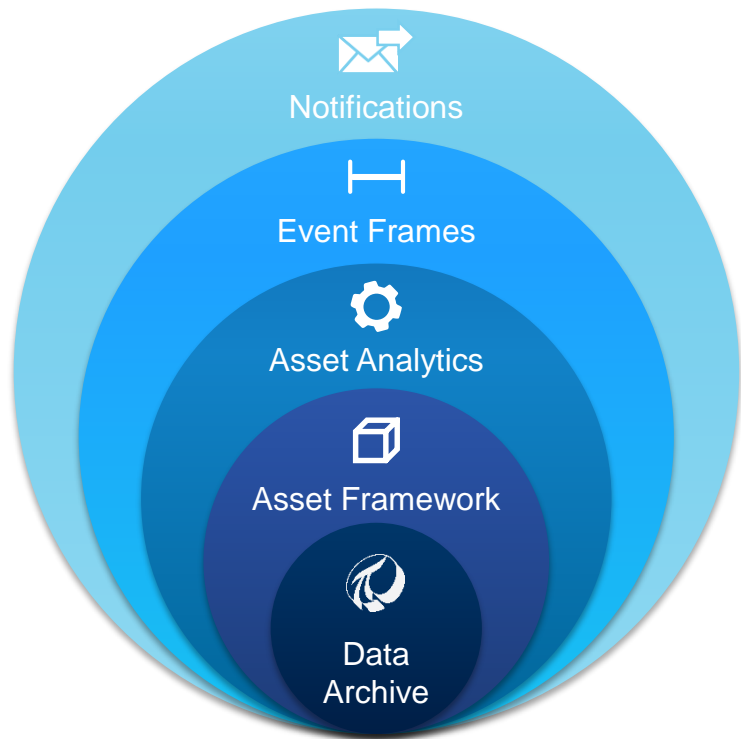 Notifications
Event Frames
Asset Analytics
Asset Framework
Data
Archive